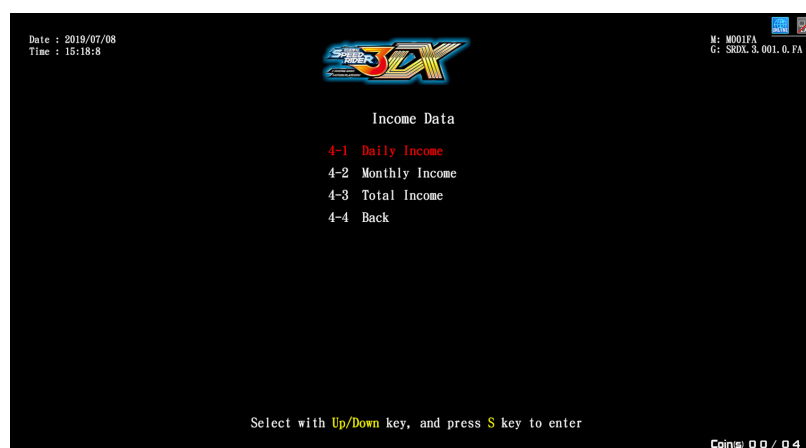 Date : 2019/07/08
Time : 15:18:8
SPEED
RIDER
3 DX
M: M001FA
G: SRDX.3.001.0.FA
ONLINE
Income Data
4-1 Daily Income
4-2 Monthly Income
4-3 Total Income
4-4 Back
Select with Up/Down key, and press S key to enter
Coin(s) 00 / 04